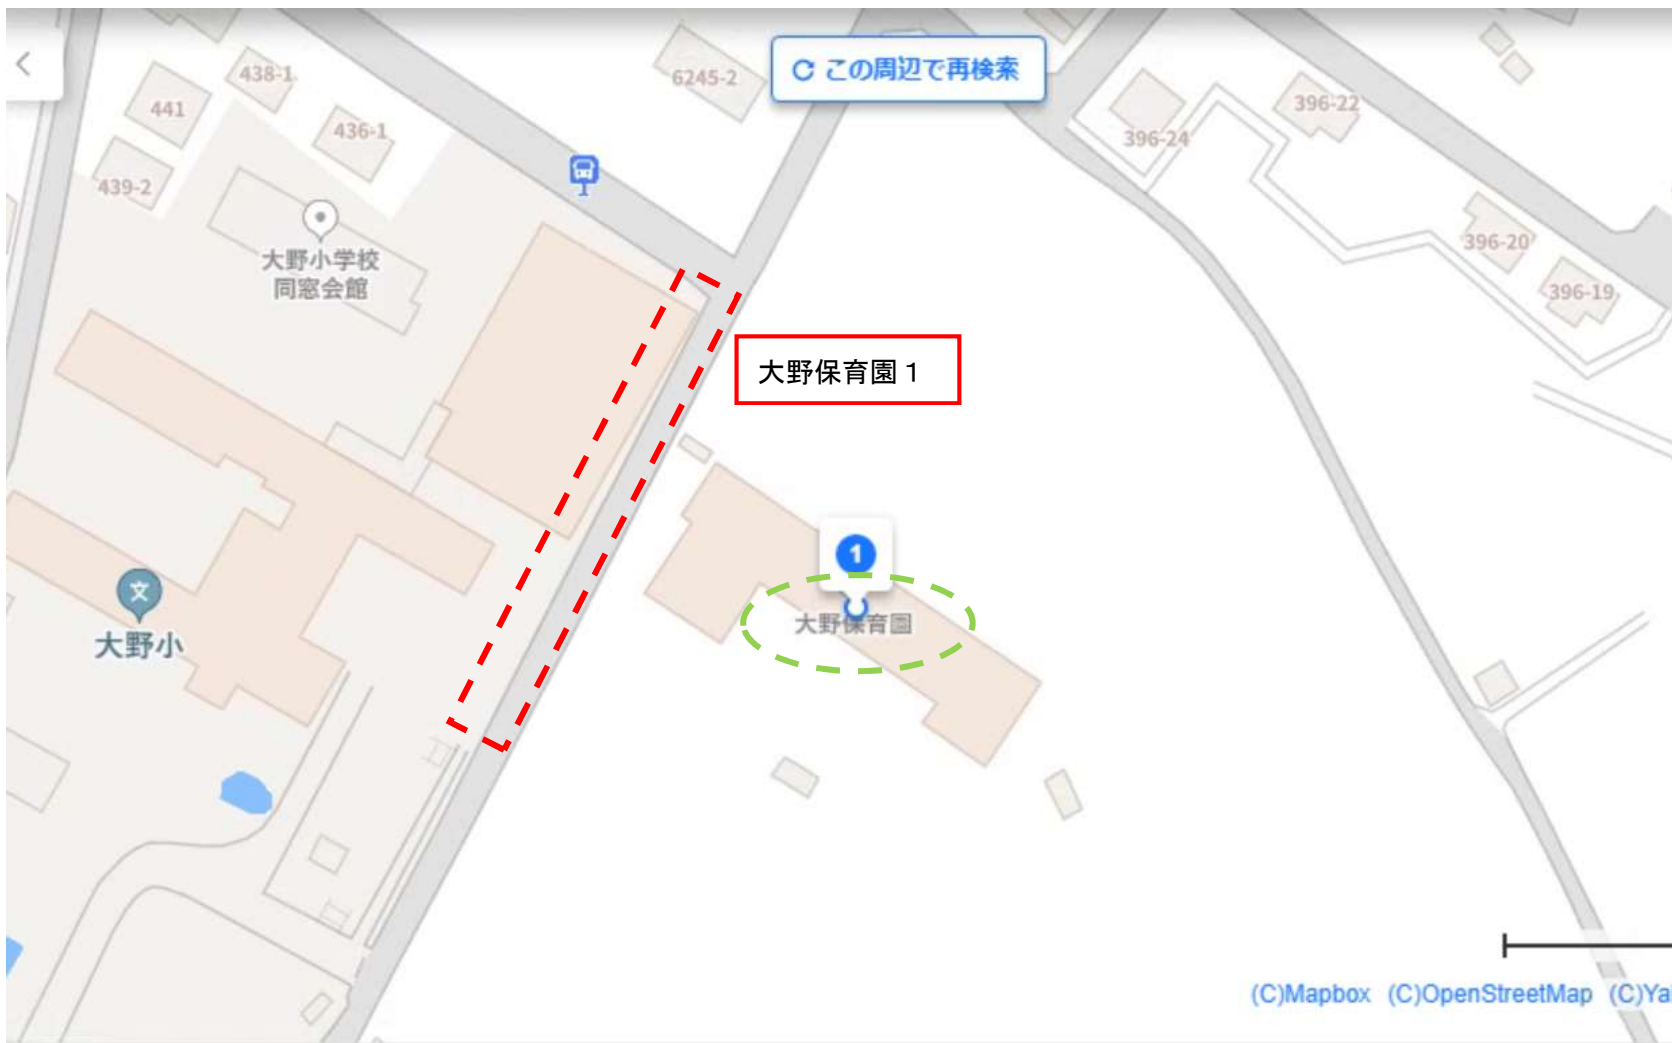 438-1
441
436-1
439-2
6245-2
この周辺で再検索
396-22
396-24
396-20
396-19
大野小学校
同窓会館
大野保育園１
1
大野保育園
文
大野小
(C)Mapbox (C)OpenStreetMap (C)Ya